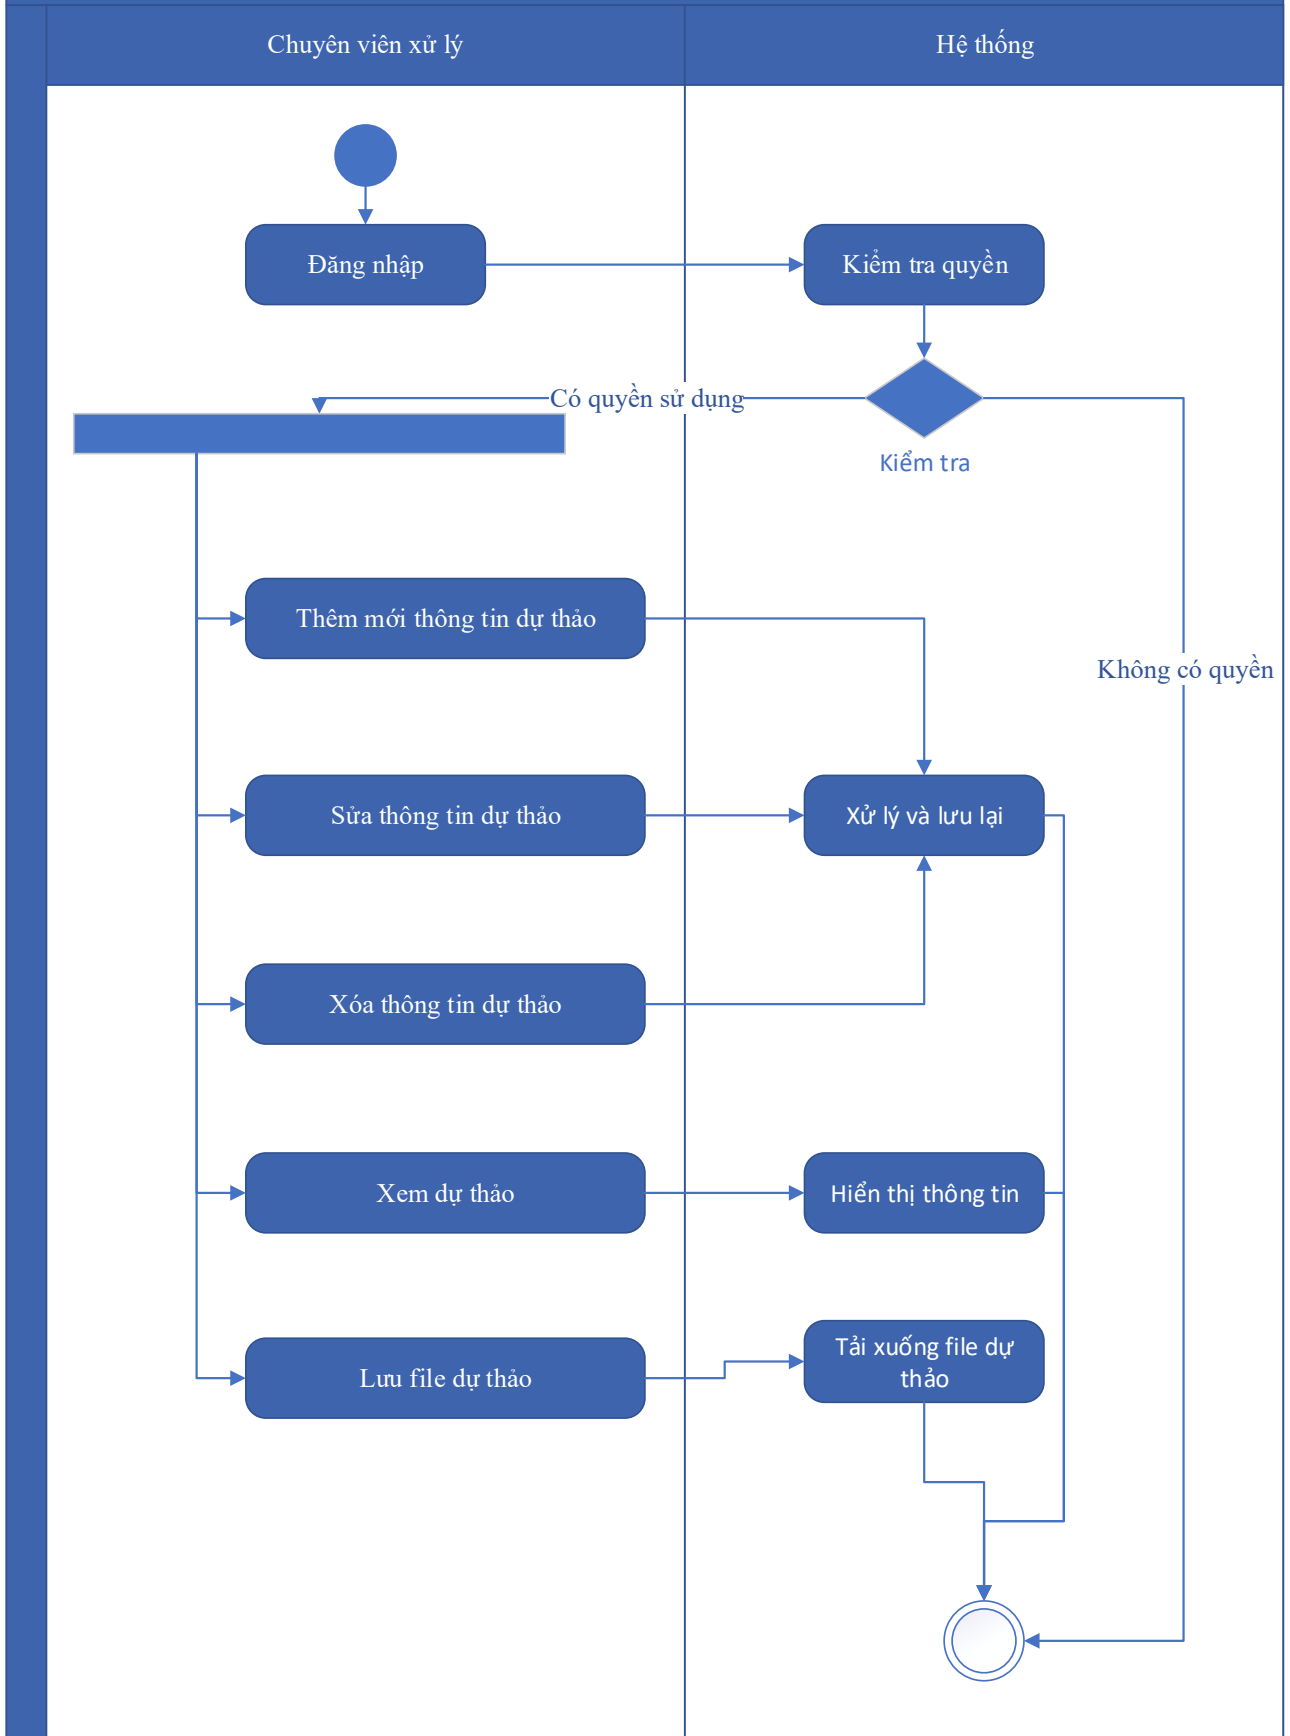 Chuyên viên xử lý
Hệ thống
Đăng nhập
Kiểm tra quyền
Có quyền sử dụng
Kiểm tra
Thêm mới thông tin dự thảo
Không có quyền
Sửa thông tin dự thảo
Xử lý và lưu lại
Xóa thông tin dự thảo
Xem dự thảo
Hiển thị thông tin
Lưu file dự thảo
Tải xuống file dự
thảo